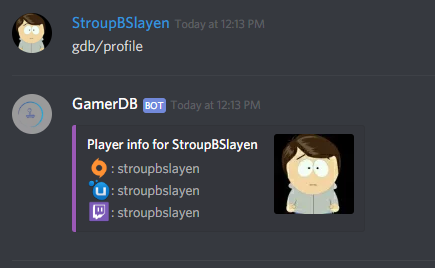 StroupBSlayen Today at 12:13 PM
gdb/profile
GamerDB BOT Today at 12:13 PM
Player info for StroupBSlayen
: stroupbslayen
: stroupbslayen
: stroupbslayen